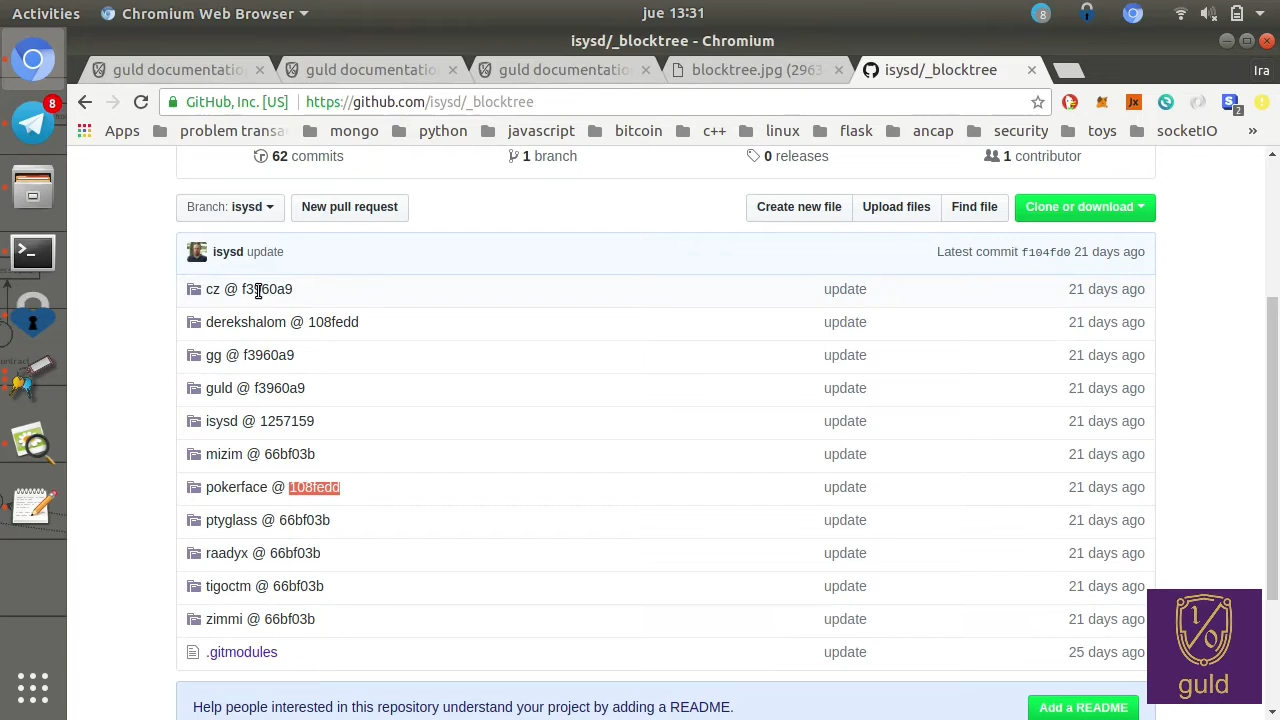 Activities Chromium Web Browser jue 13:31 8
isysd/_blocktree - Chromium
guld documentatio guld documentatio guld documentatio blocktree.jpg (2963 isysd/_blocktree Ira
GitHub, Inc. [US] https://github.com/isysd/_blocktree Jx S 2
Apps problem transa mongo python javascript bitcoin c++ linux flask ancap security toys socketIO »
8
62 commits 1 branch 0 releases 1 contributor
Branch: isysd New pull request Create new file Upload files Find file Clone or download
isysd update Latest commit f104fd0 21 days ago
cz @ f3960a9 update 21 days ago
derekshalom @ 108fedd update 21 days ago
gg @ f3960a9 update 21 days ago
guld @ f3960a9 update 21 days ago
isysd @ 1257159 update 21 days ago
mizim @ 66bf03b update 21 days ago
pokerface @ 108fedd update 21 days ago
ptyglass @ 66bf03b update 21 days ago
raadyx @ 66bf03b update 21 days ago
tigoctm @ 66bf03b update 21 days ago
zimmi @ 66bf03b update 21 days ago
.gitmodules update 25 days ago
Help people interested in this repository understand your project by adding a README. Add a README
1/0
guld